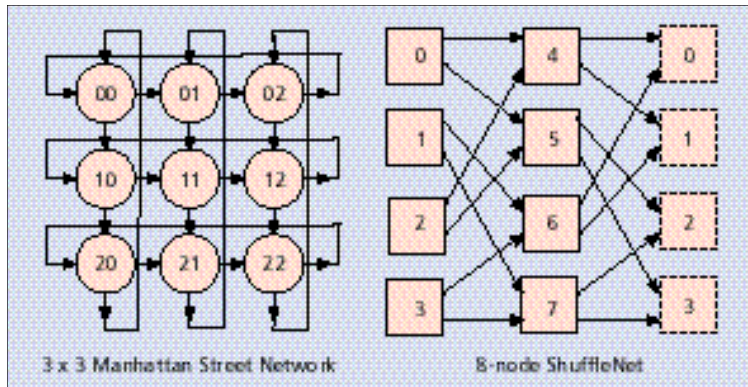 00 01 02
10 11 12
20 21 22
3 x 3 Manhattan Street Network
0 4 0
1 5 1
2 6 2
3 7 3
8-node ShuffleNet